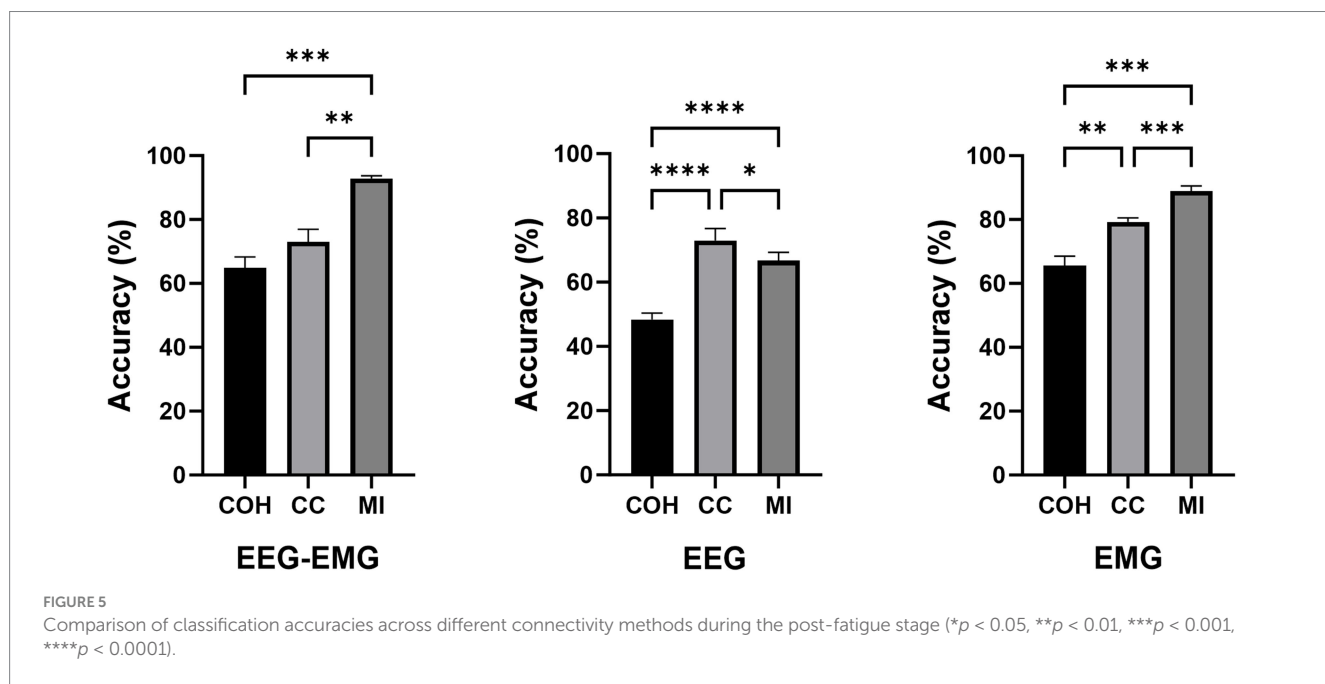 ***
**
Accuracy (%)
100
80
60
40
20
0
COH CC MI
EEG-EMG
****
**** *
Accuracy (%)
100
80
60
40
20
0
COH CC MI
EEG
***
** ***
Accuracy (%)
100
80
60
40
20
0
COH CC MI
EMG
FIGURE 5
Comparison of classification accuracies across different connectivity methods during the post-fatigue stage (*p < 0.05, **p < 0.01, ***p < 0.001,
****p < 0.0001).